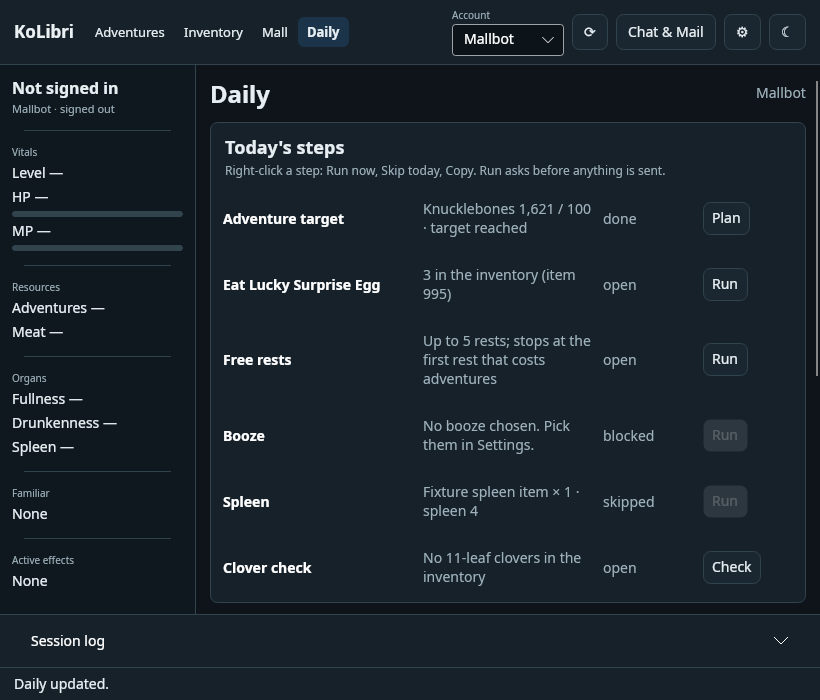 KoLibri
Adventures
Inventory
Mall
Daily
Account
Mallbot
Chat & Mail
Not signed in
Mallbot · signed out
Vitals
Level —
HP —
MP —
Resources
Adventures —
Meat —
Organs
Fullness —
Drunkenness —
Spleen —
Familiar
None
Active effects
None
Daily
Mallbot
Today's steps
Right-click a step: Run now, Skip today, Copy. Run asks before anything is sent.
Adventure target
Knucklebones 1,621 / 100
· target reached
done
Plan
Eat Lucky Surprise Egg
3 in the inventory (item
995)
open
Run
Free rests
Up to 5 rests; stops at the
first rest that costs
adventures
open
Run
Booze
No booze chosen. Pick
them in Settings.
blocked
Run
Spleen
Fixture spleen item × 1 ·
spleen 4
skipped
Run
Clover check
No 11-leaf clovers in the
inventory
open
Check
Session log
Daily updated.